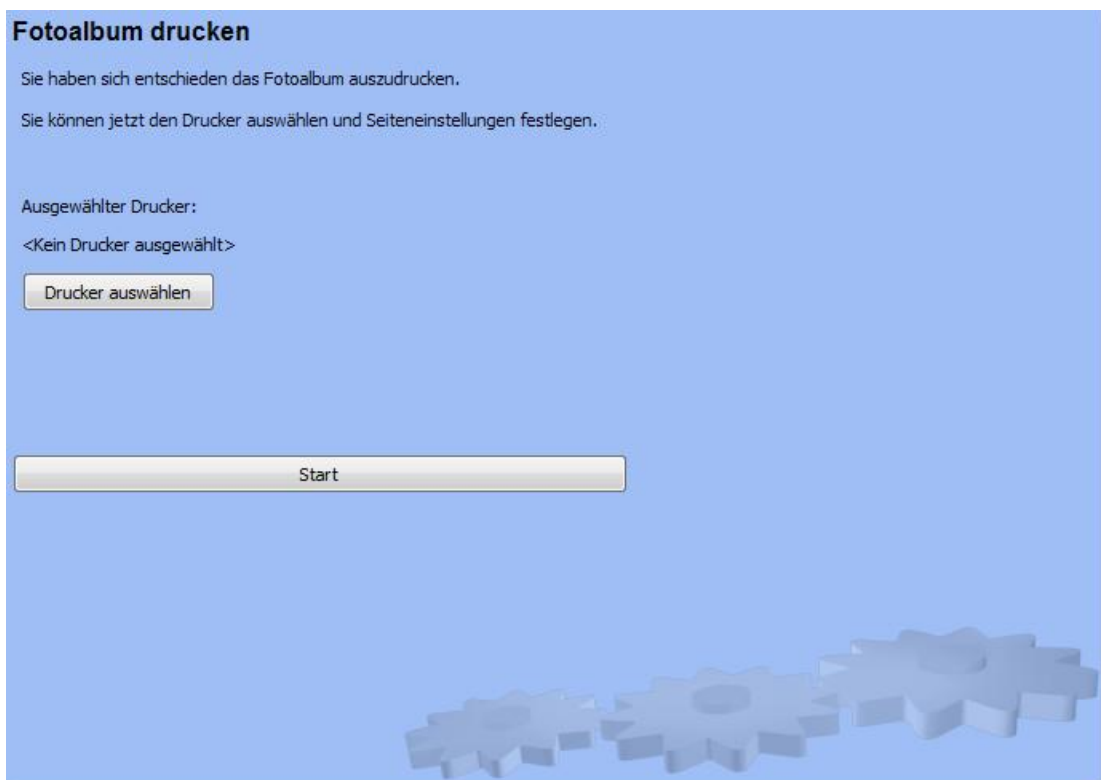 Fotoalbum drucken
Sie haben sich entschieden das Fotoalbum auszudrucken.
Sie können jetzt den Drucker auswählen und Seiteneinstellungen festlegen.
Ausgewählter Drucker:
<Kein Drucker ausgewählt>
Drucker auswählen
Start